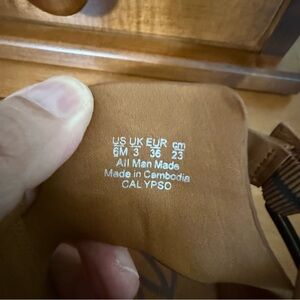 US UK EUR cm
6M 3 36 23
All Man Made
Made in Cambodia
CALYPSO